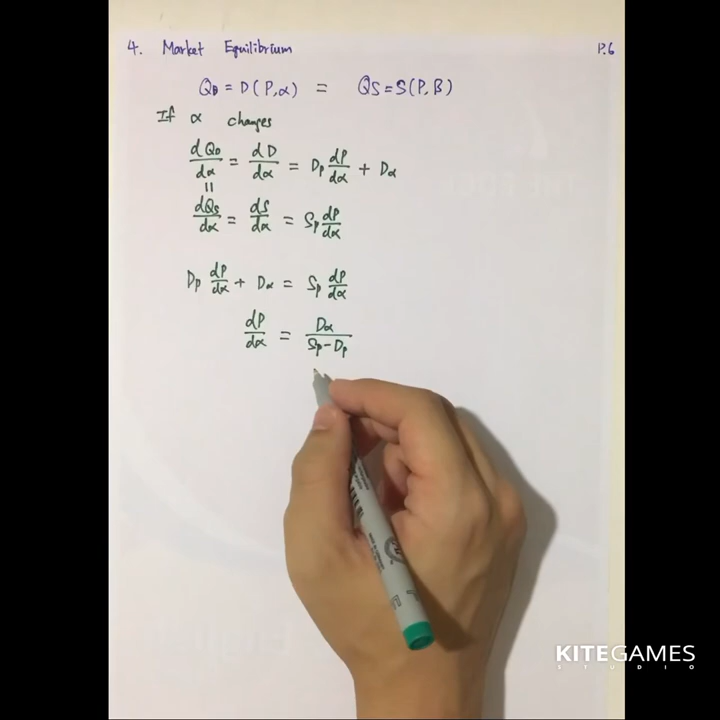 4. Market Equilibrium P.6
QD = D(P,α) = QS = S(P,β)
If α changes
dQD/dα = dD/dα = Dp dP/dα + Dα
=
dQs/dα = dS/dα = Sp dP/dα
Dp dP/dα + Dα = Sp dP/dα
dP/dα = Dα/(Sp-Dp)
KITEGAMES
STUDIO